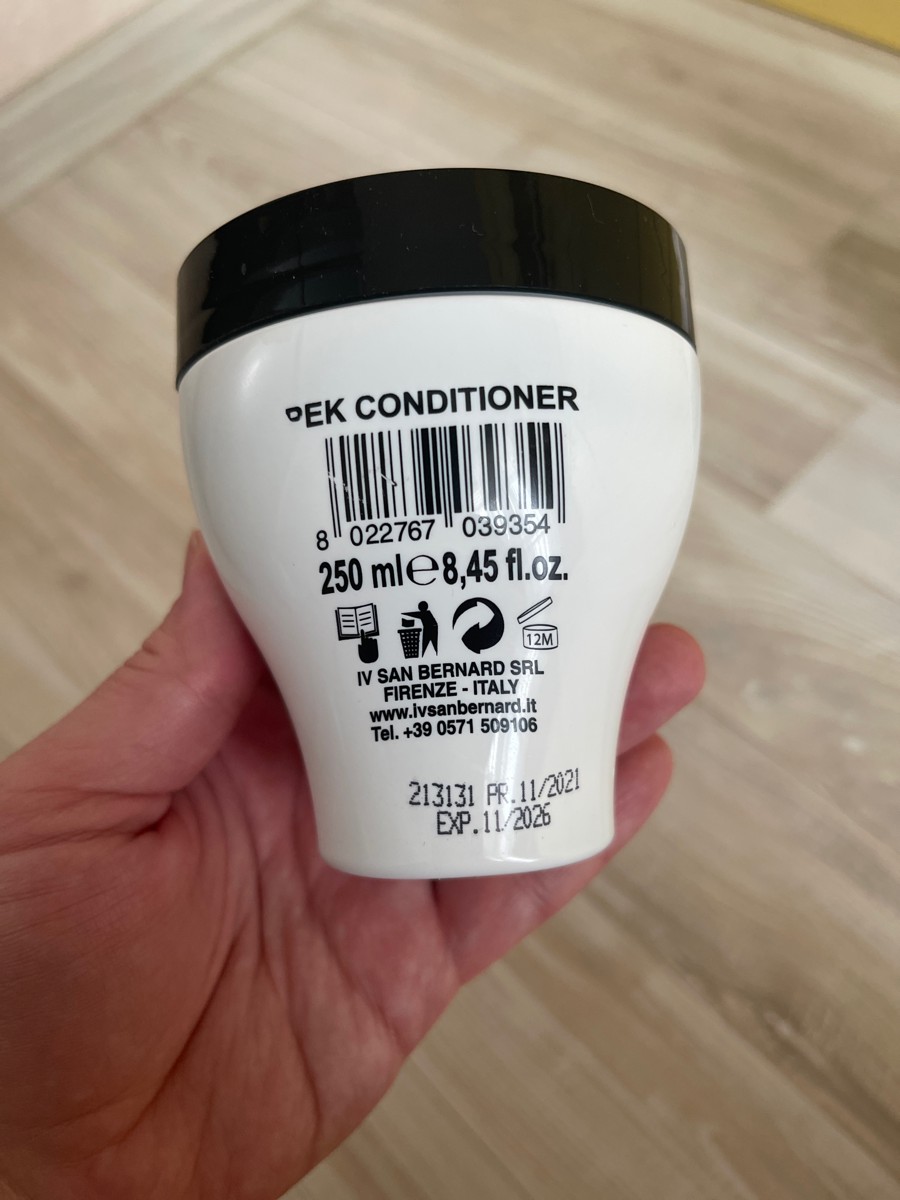 PEK CONDITIONER
8 022767 039354
250 ml℮8,45 fl.oz.
12M
IV SAN BERNARD SRL
FIRENZE - ITALY
www.ivsanbernard.it
Tel. +39 0571 509106
213131 PR.11/2021
EXP.11/2026